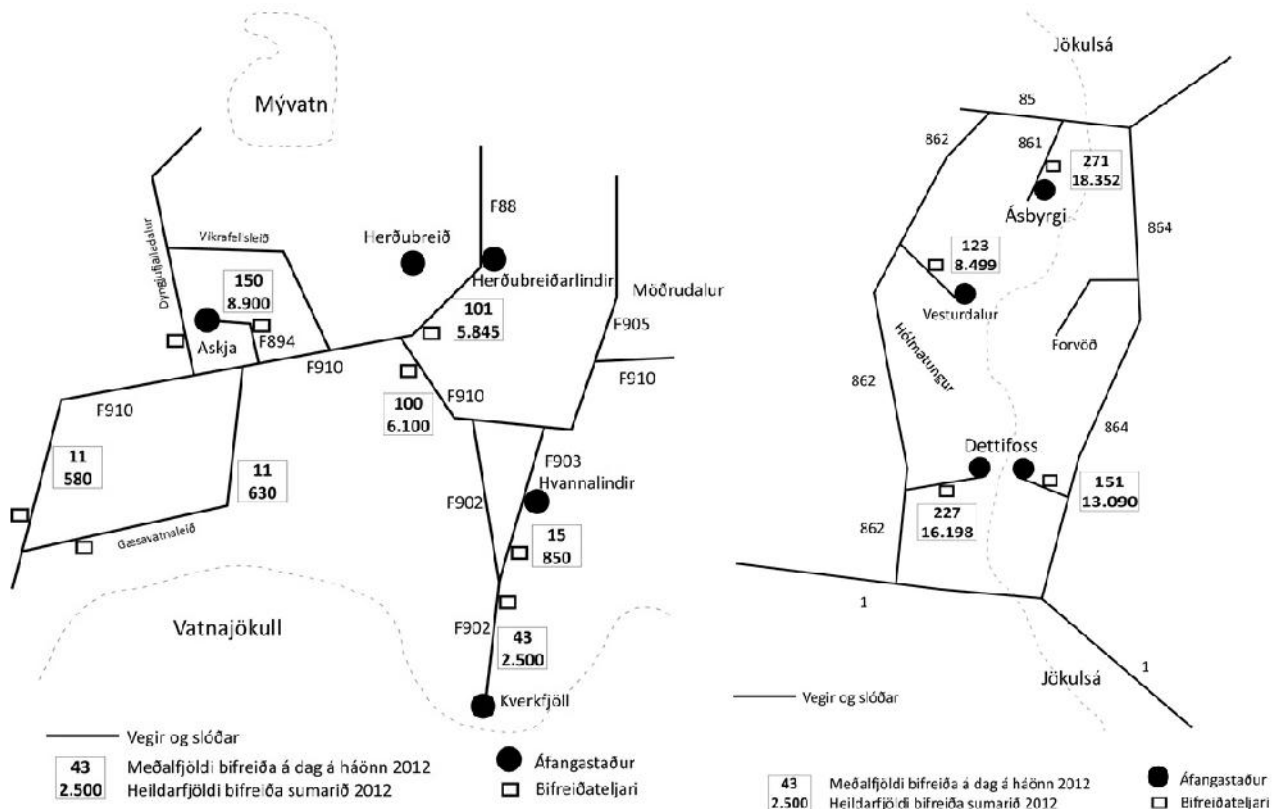 Mývatn
F88
Víkrafellsleið
Dyngjufjalladalur
Herðubreið
Herðubreiðarlindir
150
8.900
101
5.845
Möðrudalur
F905
Askja
F894
F910
F910
F910
F910
100
6.100
11
580
11
630
F903
Hvannalindir
F902
15
850
Gæsavatnaleið
F902
43
2.500
Vatnajökull
Kverkfjöll
Vegir og slóðar
43
2.500
Meðalfjöldi bifreiða á dag á háönn 2012
Heildarfjöldi bifreiða sumarið 2012
Áfangastaður
Bifreiðateljari
Jökulsá
85
862
861
271
18.352
Ásbyrgi
864
123
8.499
Vesturdalur
Forvöð
Hólmatungur
862
864
Dettifoss
151
13.090
227
16.198
862
1
1
Jökulsá
Vegir og slóðar
43
2.500
Meðalfjöldi bifreiða á dag á háönn 2012
Heildarfjöldi bifreiða sumarið 2012
Áfangastaður
Bifreiðateljari